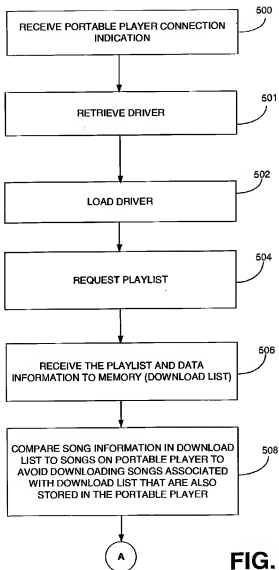 RECEIVE PORTABLE PLAYER CONNECTION
INDICATION
500
RETRIEVE DRIVER
501
LOAD DRIVER
502
REQUEST PLAYLIST
504
RECEIVE THE PLAYLIST AND DATA
INFORMATION TO MEMORY (DOWNLOAD LIST)
506
COMPARE SONG INFORMATION IN DOWNLOAD
LIST TO SONGS ON PORTABLE PLAYER TO
AVOID DOWNLOADING SONGS ASSOCIATED
WITH DOWNLOAD LIST THAT ARE ALSO
STORED IN THE PORTABLE PLAYER
508
A
FIG.